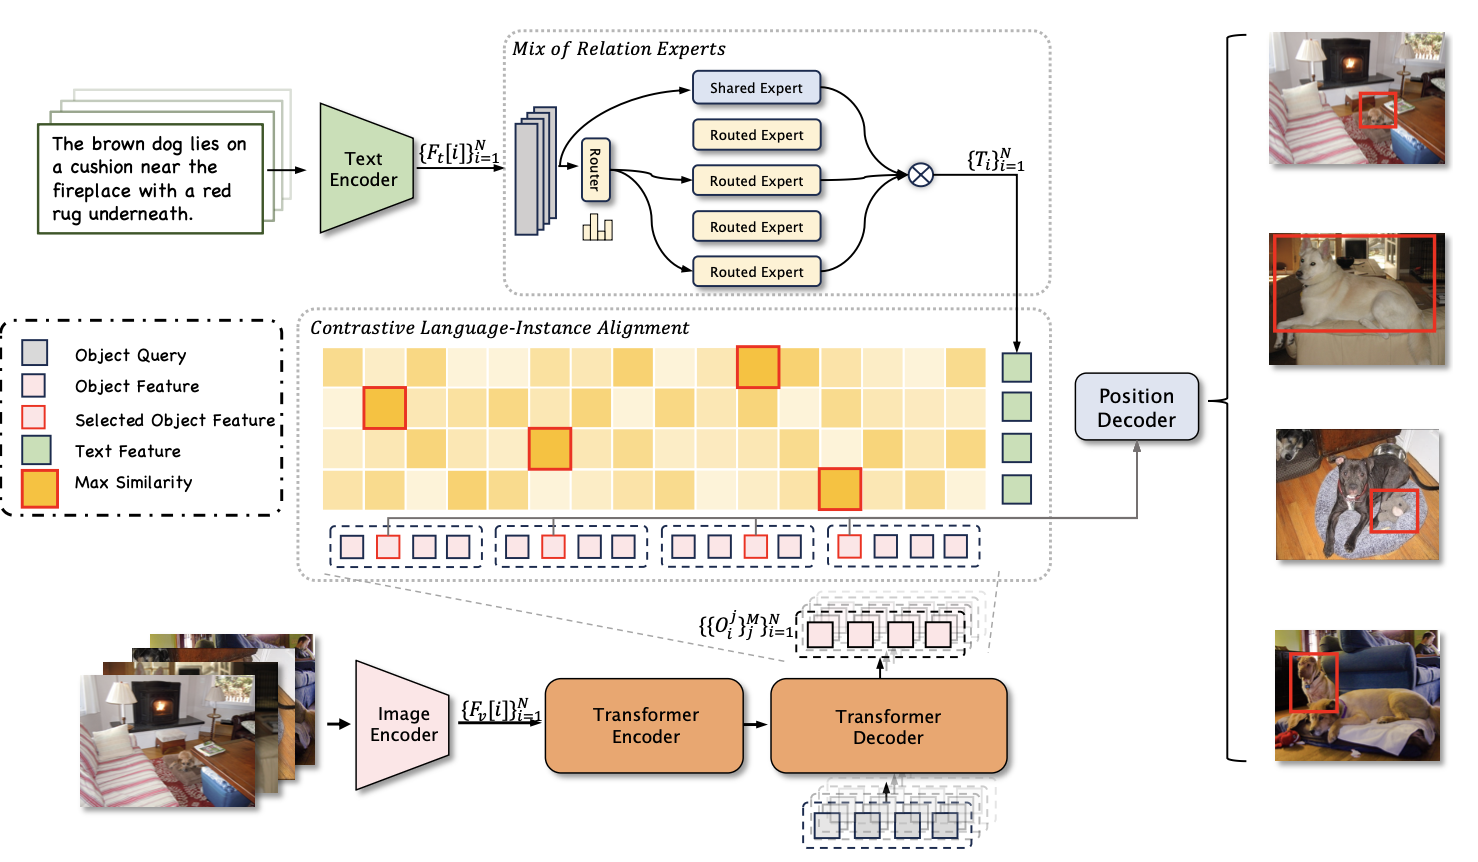 Mix of Relation Experts
The brown dog lies on
a cushion near the
fireplace with a red
rug underneath.
Text
Encoder
{F_t[i]}_{i=1}^N
Router
Shared Expert
Routed Expert
Routed Expert
Routed Expert
Routed Expert
{T_i}_{i=1}^N
Contrastive Language-Instance Alignment
Object Query
Object Feature
Selected Object Feature
Text Feature
Max Similarity
Position
Decoder
{{O_i^j}_j^M}_{i=1}^N
Image
Encoder
{F_v[i]}_{i=1}^N
Transformer
Encoder
Transformer
Decoder